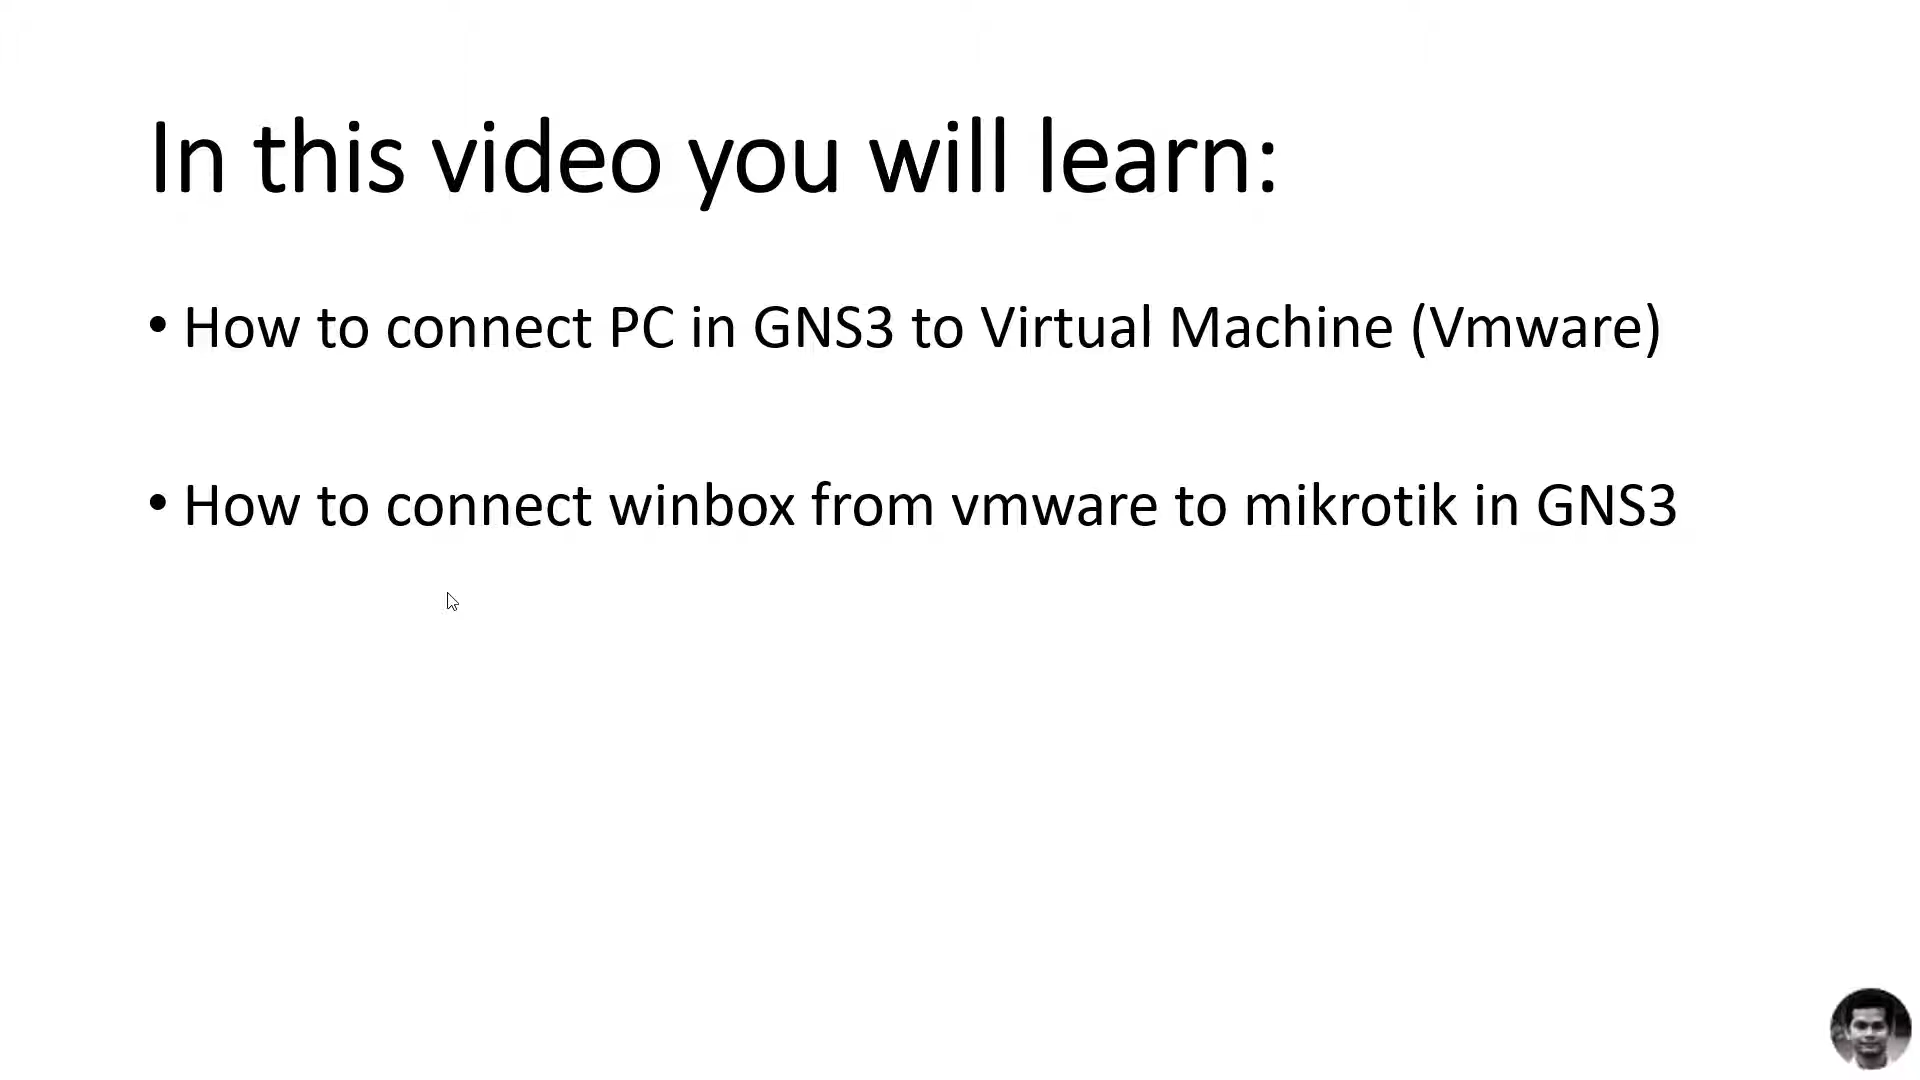 In this video you will learn:
• How to connect PC in GNS3 to Virtual Machine (Vmware)
• How to connect winbox from vmware to mikrotik in GNS3